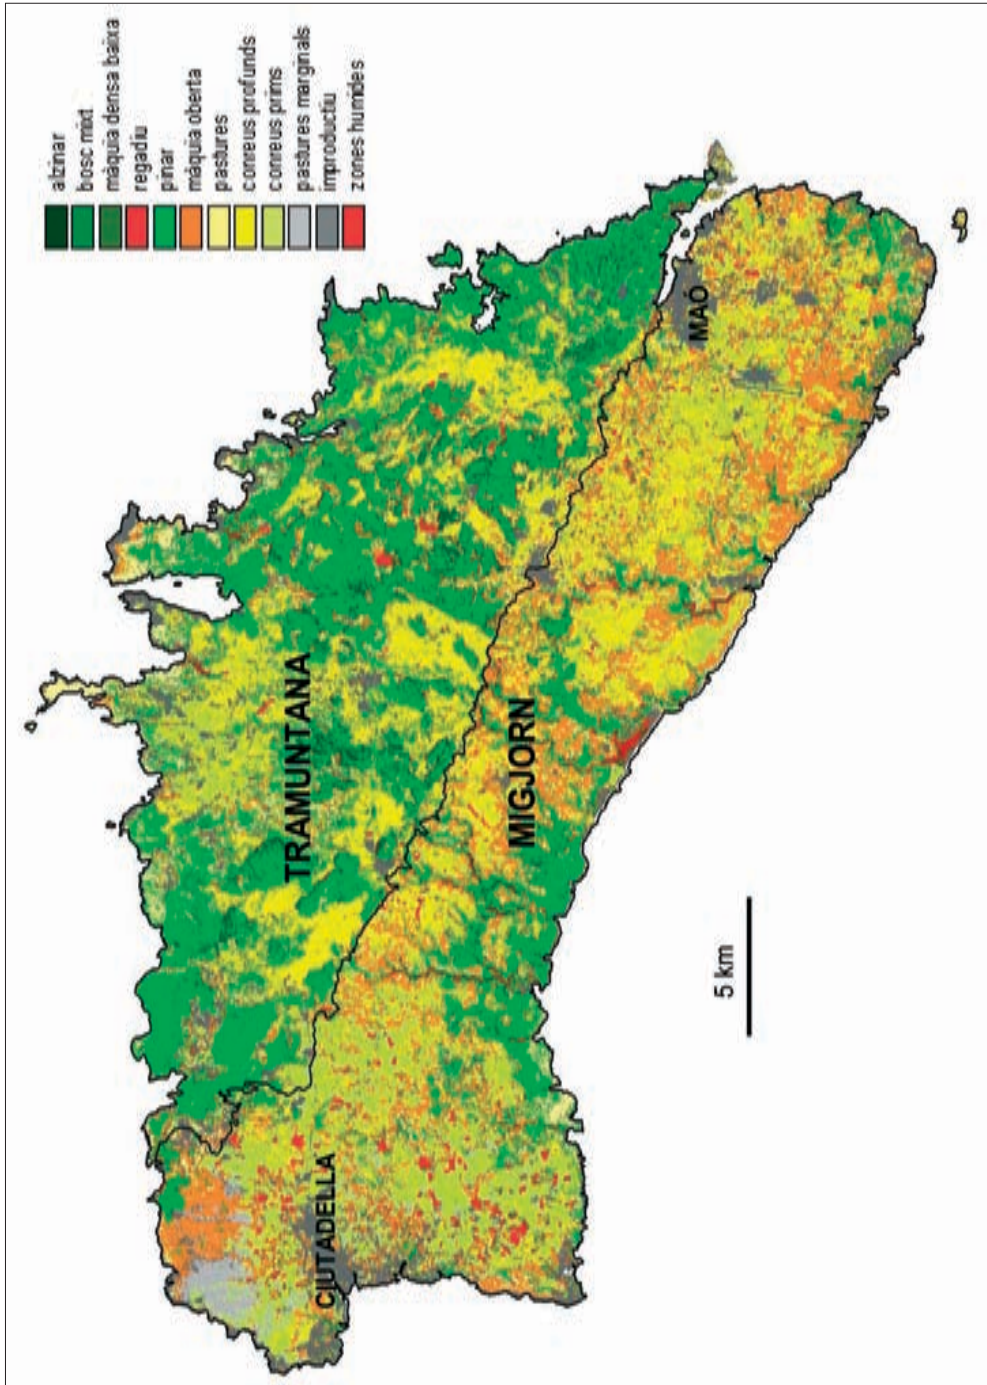 alzinar
bosc mixt
màquia densa baixa
regadiu
pinar
màquia oberta
pastures
conreus profunds
conreus prims
pastures marginals
improductiu
zones humides
TRAMUNTANA
MIGJORN
CIUTADELLA
MAÓ
5 km